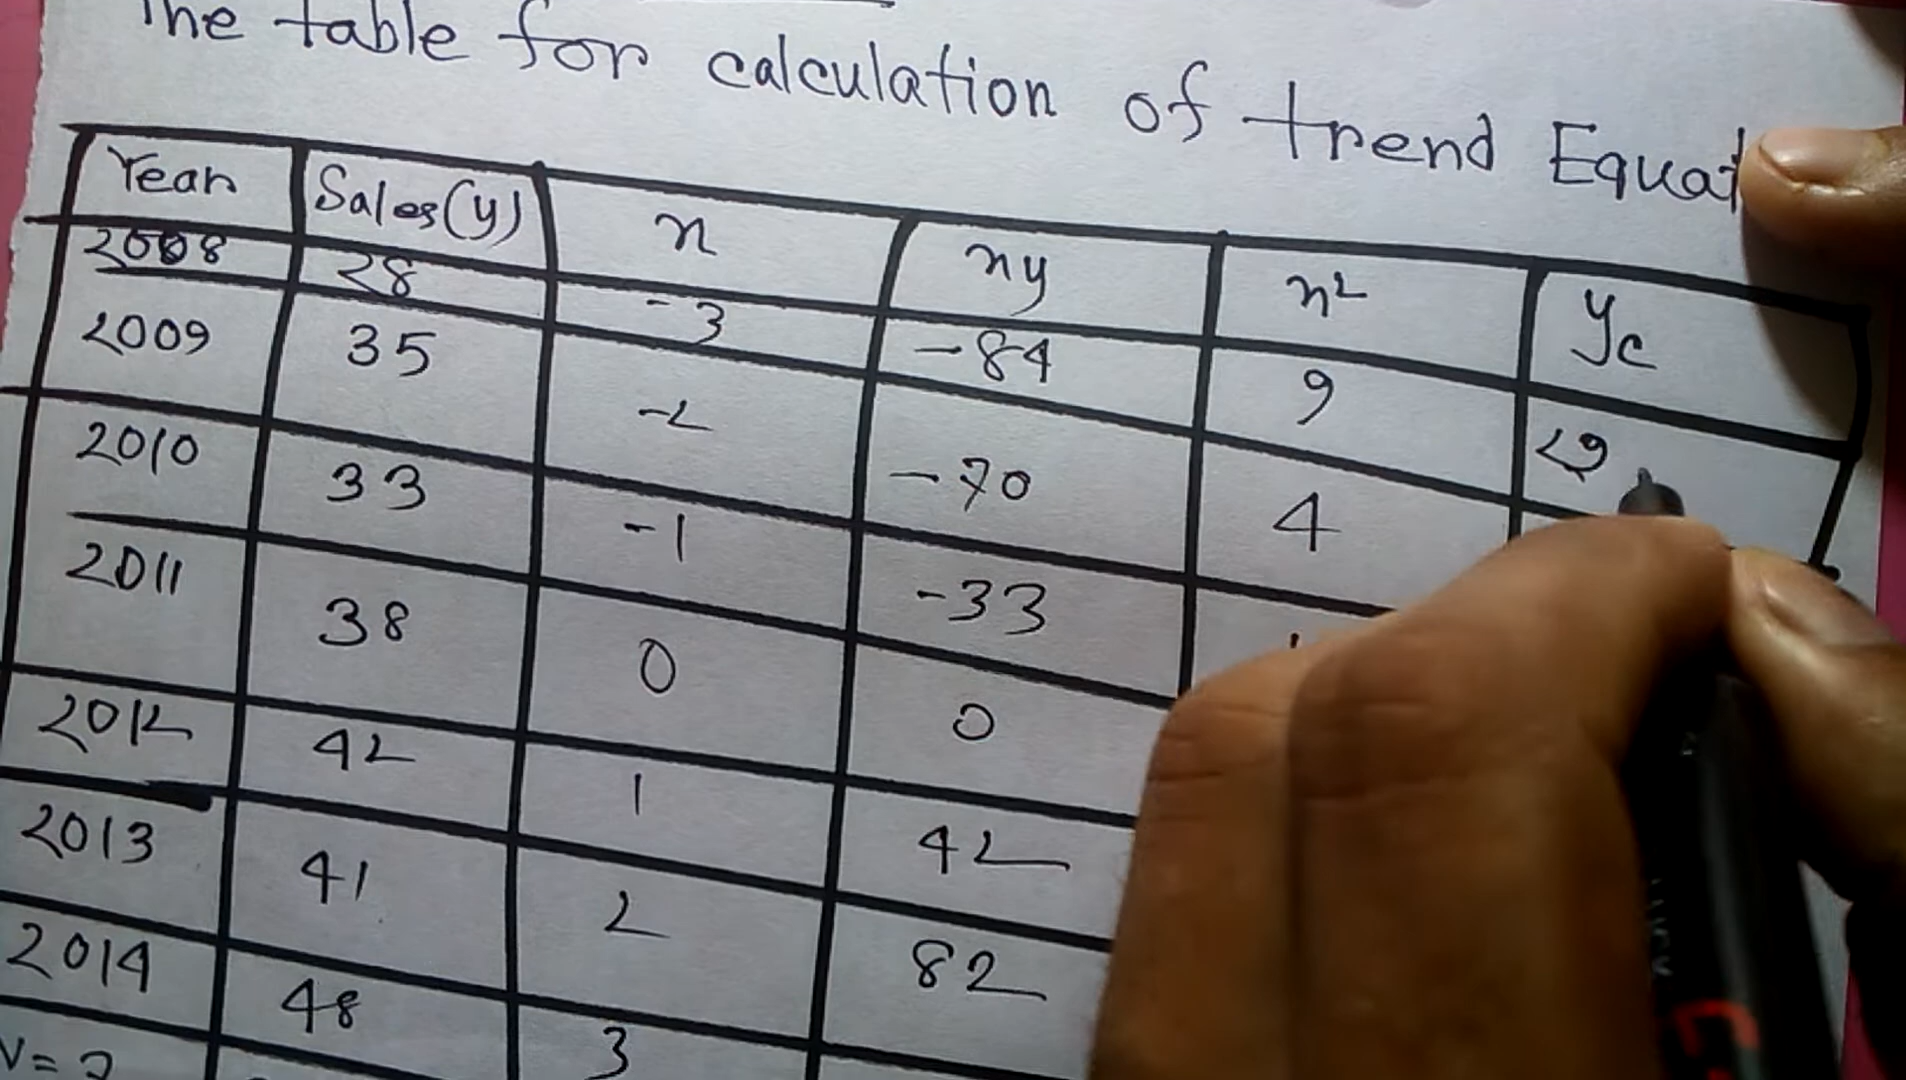 The table for calculation of trend Equat
Year Sales(y) x xy x² yc
2008 28 -3 -84 9 29
2009 35 -2 -70 4
2010 33 -1 -33
2011 38 0 0
2012 42 1 42
2013 41 2 82
2014 48 3